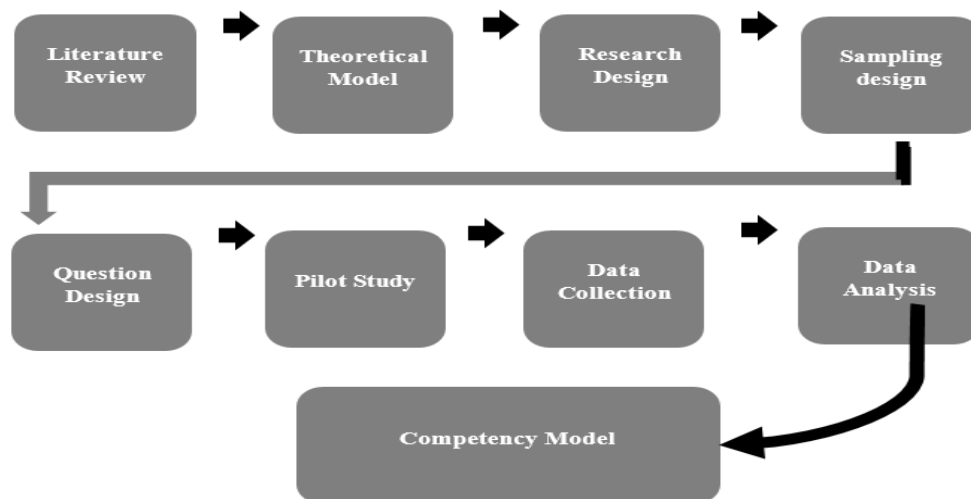 Literature
Review
Theoretical
Model
Research
Design
Sampling
design
Question
Design
Pilot Study
Data
Collection
Data
Analysis
Competency Model